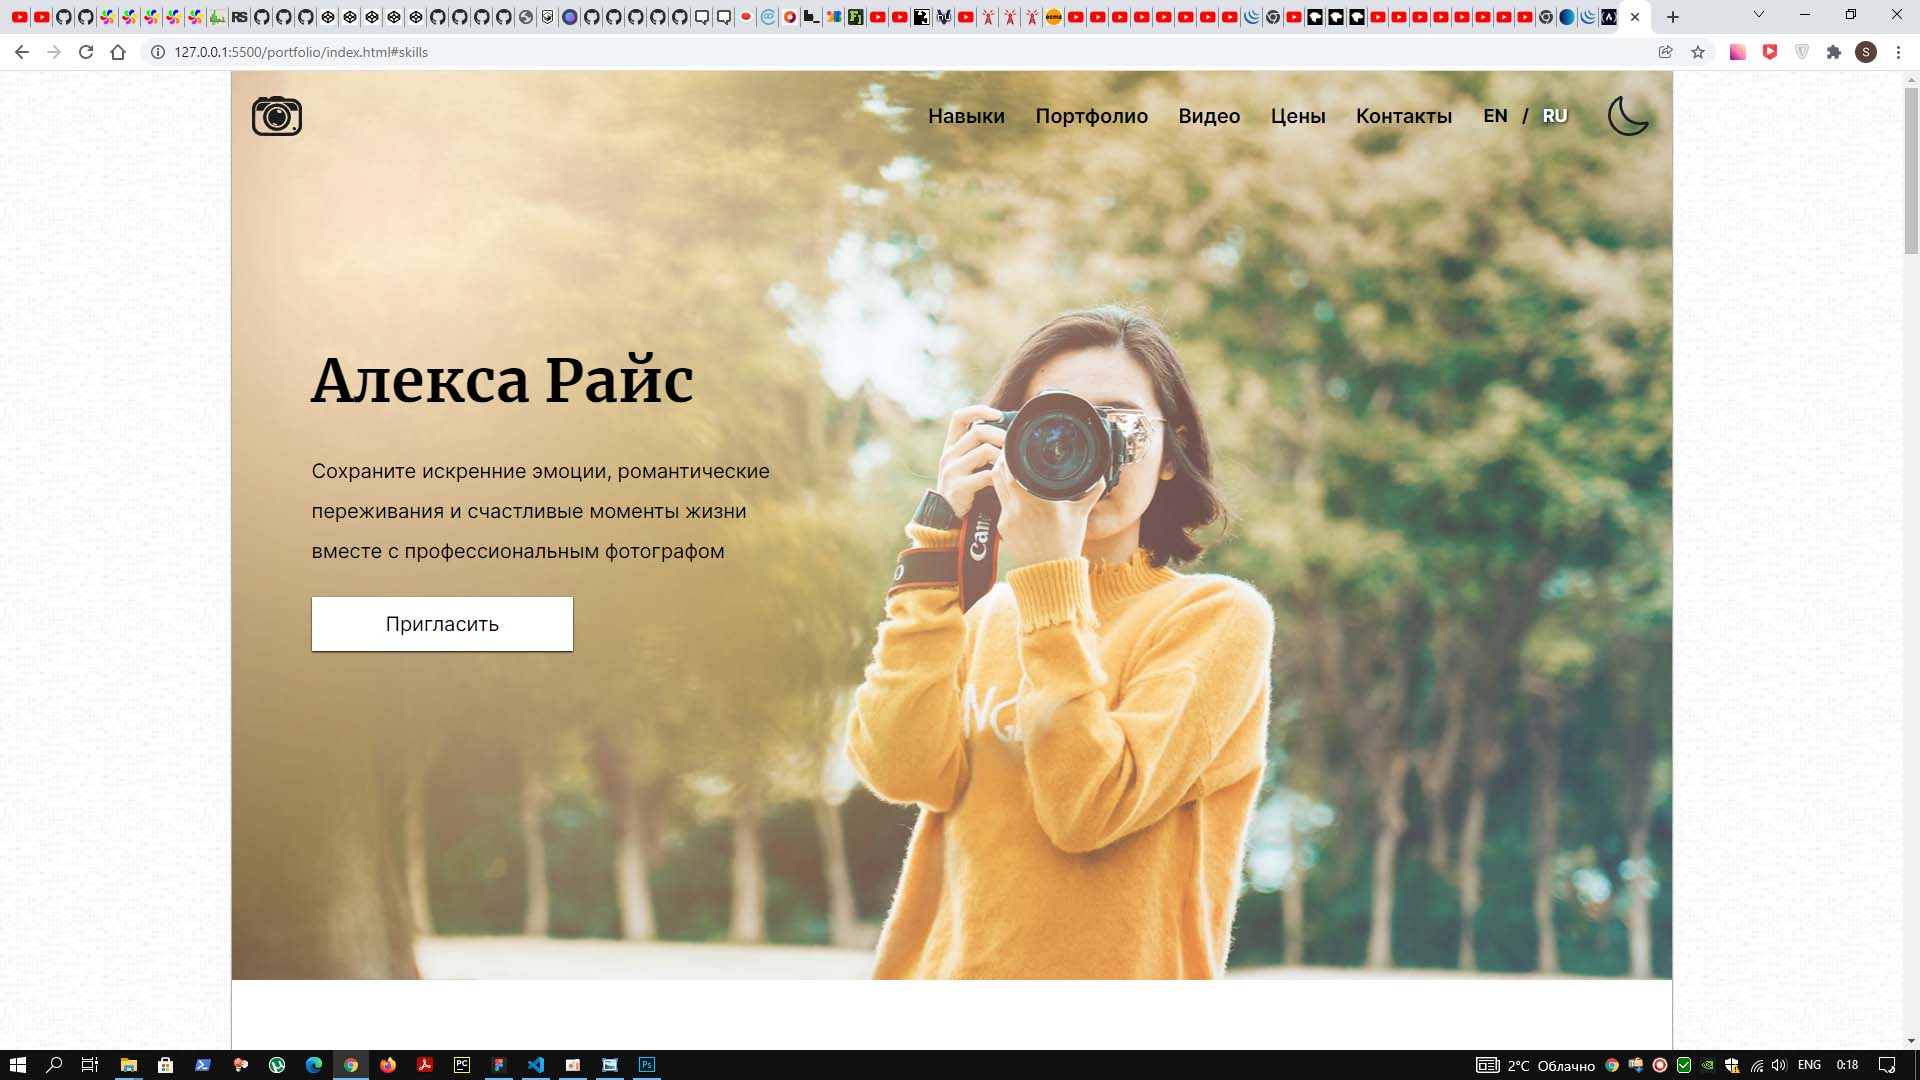 127.0.0.1:5500/portfolio/index.html#skills
S
Навыки Портфолио Видео Цены Контакты EN / RU
Алекса Райс
Сохраните искренние эмоции, романтические
переживания и счастливые моменты жизни
вместе с профессиональным фотографом
Пригласить
2°C Облачно ENG 0:18